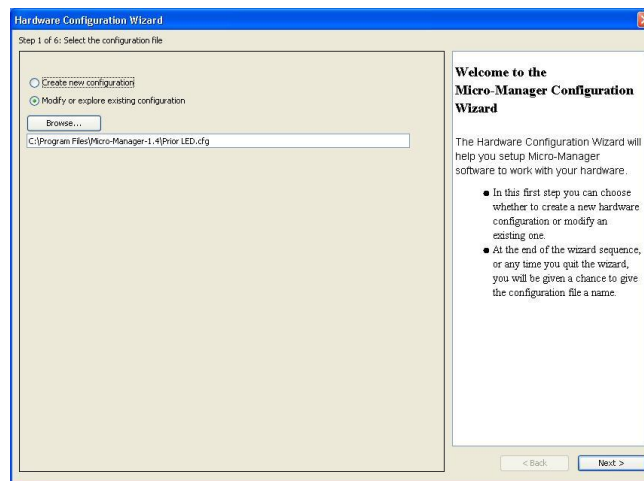 Hardware Configuration Wizard
Step 1 of 6: Select the configuration file
Create new configuration
Modify or explore existing configuration
Browse...
C:\Program Files\Micro-Manager-1.4\Prior LED.cfg
Welcome to the
Micro-Manager Configuration
Wizard
The Hardware Configuration Wizard will
help you setup Micro-Manager
software to work with your hardware.
In this first step you can choose
whether to create a new hardware
configuration or modify an
existing one.
At the end of the wizard sequence,
or any time you quit the wizard,
you will be given a chance to give
the configuration file a name.
< Back
Next >